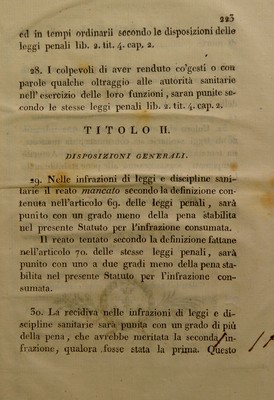 223
ed in tempi ordinarii secondo le disposizioni delle
leggi penali lib. 2. tit. 4. cap. 2.
28. I colpevoli di aver renduto co'gesti o con
parole qualche oltraggio alle autorità sanitarie
nell'esercizio delle loro funzioni, saran punite se-
condo le stesse leggi penali lib. 2. tit. 4. cap. 2.
TITOLO II.
DISPOSIZIONI GENERALI.
29. Nelle infrazioni di leggi e discipline sani-
tarie il reato mancato secondo la definizione con-
tenuta nell'articolo 69. delle leggi penali, sarà
punito con un grado meno della pena stabilita
nel presente Statuto per l'infrazione consumata.
Il reato tentato secondo la definizione fattane
nell'articolo 70. delle stesse leggi penali, sarà
punito con uno a due gradi meno della pena sta-
bilita nel presente Statuto per l'infrazione con-
sumata.
30. La recidiva nelle infrazioni di leggi e di-
scipline sanitarie sarà punita con un grado di più
della pena, che avrebbe meritata la seconda in-
frazione, qualora fosse stata la prima. Questo